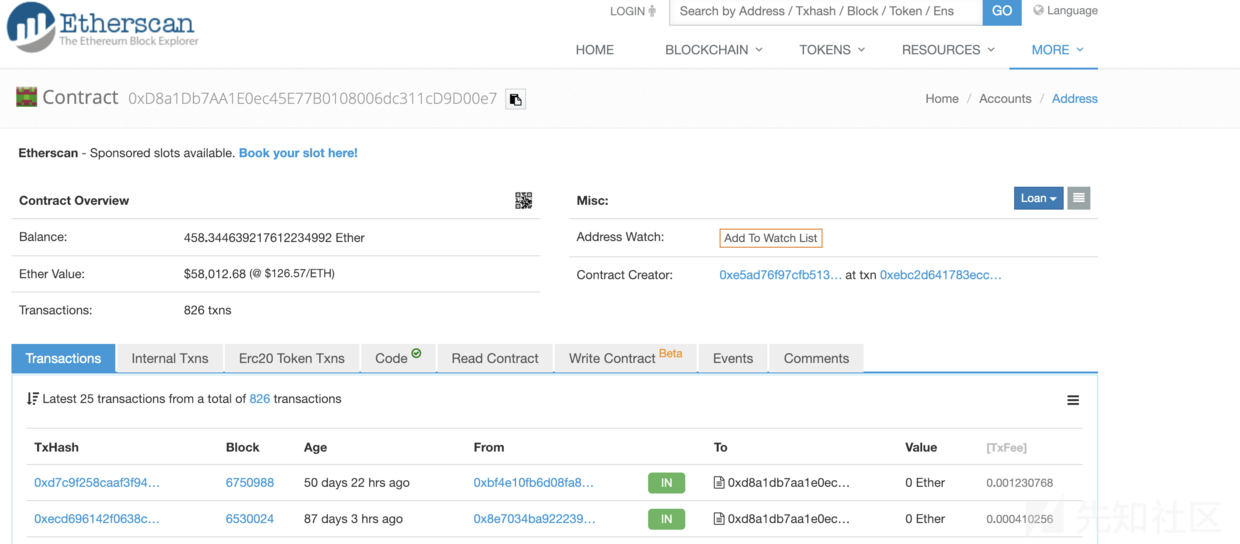 Etherscan
The Ethereum Block Explorer
LOGIN
Search by Address / Txhash / Block / Token / Ens
GO
Language
HOME BLOCKCHAIN TOKENS RESOURCES MORE
Contract 0xD8a1Db7AA1E0ec45E77B0108006dc311cD9D00e7
Home / Accounts / Address
Etherscan - Sponsored slots available. Book your slot here!
Contract Overview
Balance: 458.344639217612234992 Ether
Ether Value: $58,012.68 (@ $126.57/ETH)
Transactions: 826 txns
Misc:
Loan
Address Watch: Add To Watch List
Contract Creator: 0xe5ad76f97cfb513... at txn 0xebc2d641783ecc...
Transactions Internal Txns Erc20 Token Txns Code Read Contract Write Contract Beta Events Comments
Latest 25 transactions from a total of 826 transactions
TxHash Block Age From To Value [TxFee]
0xd7c9f258caaf3f94... 6750988 50 days 22 hrs ago 0xbf4e10fb6d08fa8... IN 0xd8a1db7aa1e0ec... 0 Ether 0.001230768
0xecd696142f0638c... 6530024 87 days 3 hrs ago 0x8e7034ba922239... IN 0xd8a1db7aa1e0ec... 0 Ether 0.000410256
先知社区